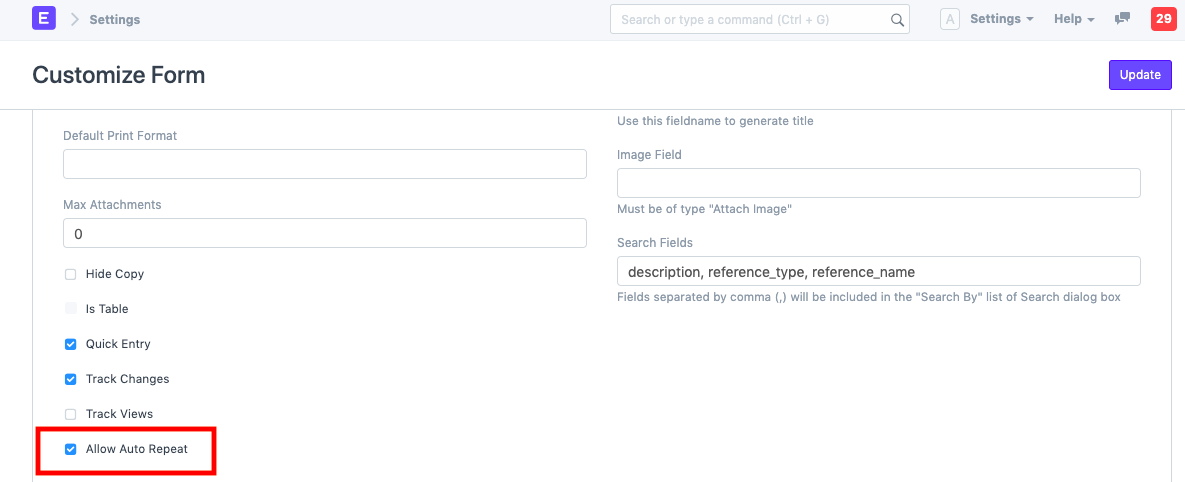 E
Settings
Search or type a command (Ctrl + G)
A
Settings
Help
29
Customize Form
Update
Default Print Format
Max Attachments
0
Hide Copy
Is Table
Quick Entry
Track Changes
Track Views
Allow Auto Repeat
Use this fieldname to generate title
Image Field
Must be of type "Attach Image"
Search Fields
description, reference_type, reference_name
Fields separated by comma (,) will be included in the "Search By" list of Search dialog box